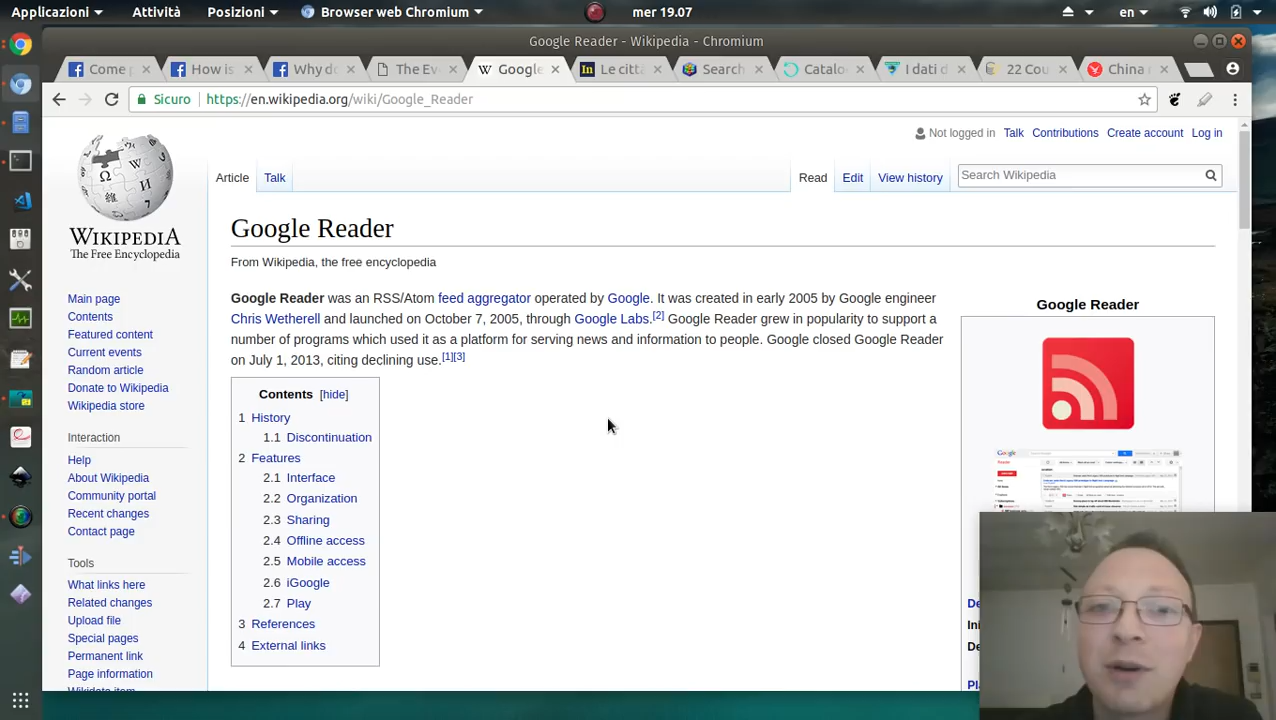 Applicazioni Attività Posizioni Browser web Chromium mer 19.07 en
Google Reader - Wikipedia - Chromium
Come How is Why do The Ev Google Le citt Search Catalo I dati d 22 Cou China
Sicuro https://en.wikipedia.org/wiki/Google_Reader
Not logged in Talk Contributions Create account Log in
Article Talk Read Edit View history Search Wikipedia
WIKIPEDIA
The Free Encyclopedia
Main page
Contents
Featured content
Current events
Random article
Donate to Wikipedia
Wikipedia store
Interaction
Help
About Wikipedia
Community portal
Recent changes
Contact page
Tools
What links here
Related changes
Upload file
Special pages
Permanent link
Page information
Google Reader
From Wikipedia, the free encyclopedia
Google Reader was an RSS/Atom feed aggregator operated by Google. It was created in early 2005 by Google engineer
Chris Wetherell and launched on October 7, 2005, through Google Labs.[2] Google Reader grew in popularity to support a
number of programs which used it as a platform for serving news and information to people. Google closed Google Reader
on July 1, 2013, citing declining use.[1][3]
Contents [hide]
1 History
1.1 Discontinuation
2 Features
2.1 Interface
2.2 Organization
2.3 Sharing
2.4 Offline access
2.5 Mobile access
2.6 iGoogle
2.7 Play
3 References
4 External links
Google Reader